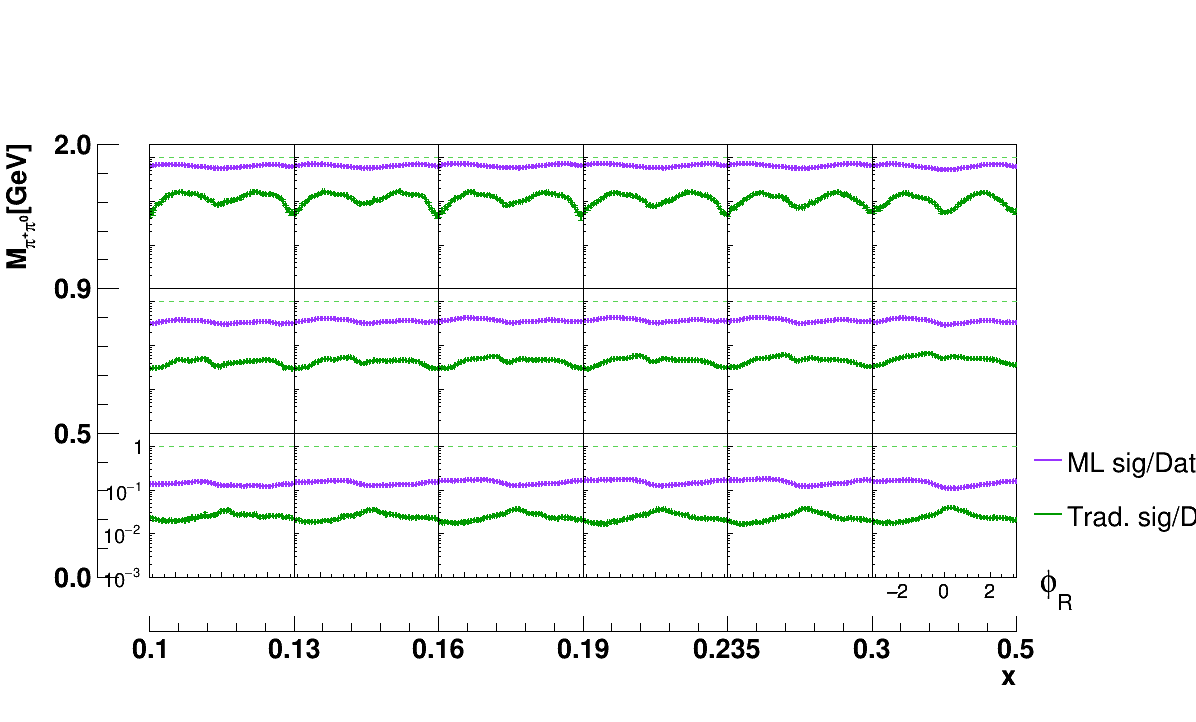 M_{π⁺π⁰} [GeV]
2.0
0.9
0.5
0.0
1
10⁻¹
10⁻²
10⁻³
ML sig/Dat
Trad. sig/D
−2 0 2
ϕ_R
0.1 0.13 0.16 0.19 0.235 0.3 0.5
x